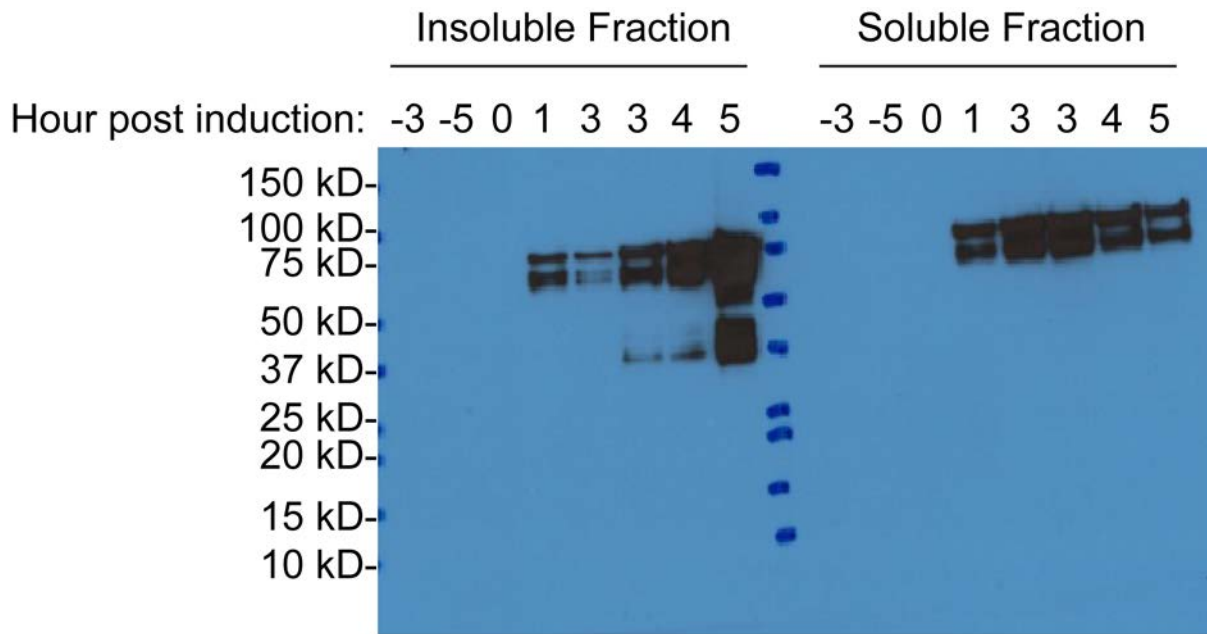 Insoluble Fraction Soluble Fraction
Hour post induction: -3 -5 0 1 3 3 4 5 -3 -5 0 1 3 3 4 5
150 kD-
100 kD-
75 kD-
50 kD-
37 kD-
25 kD-
20 kD-
15 kD-
10 kD-